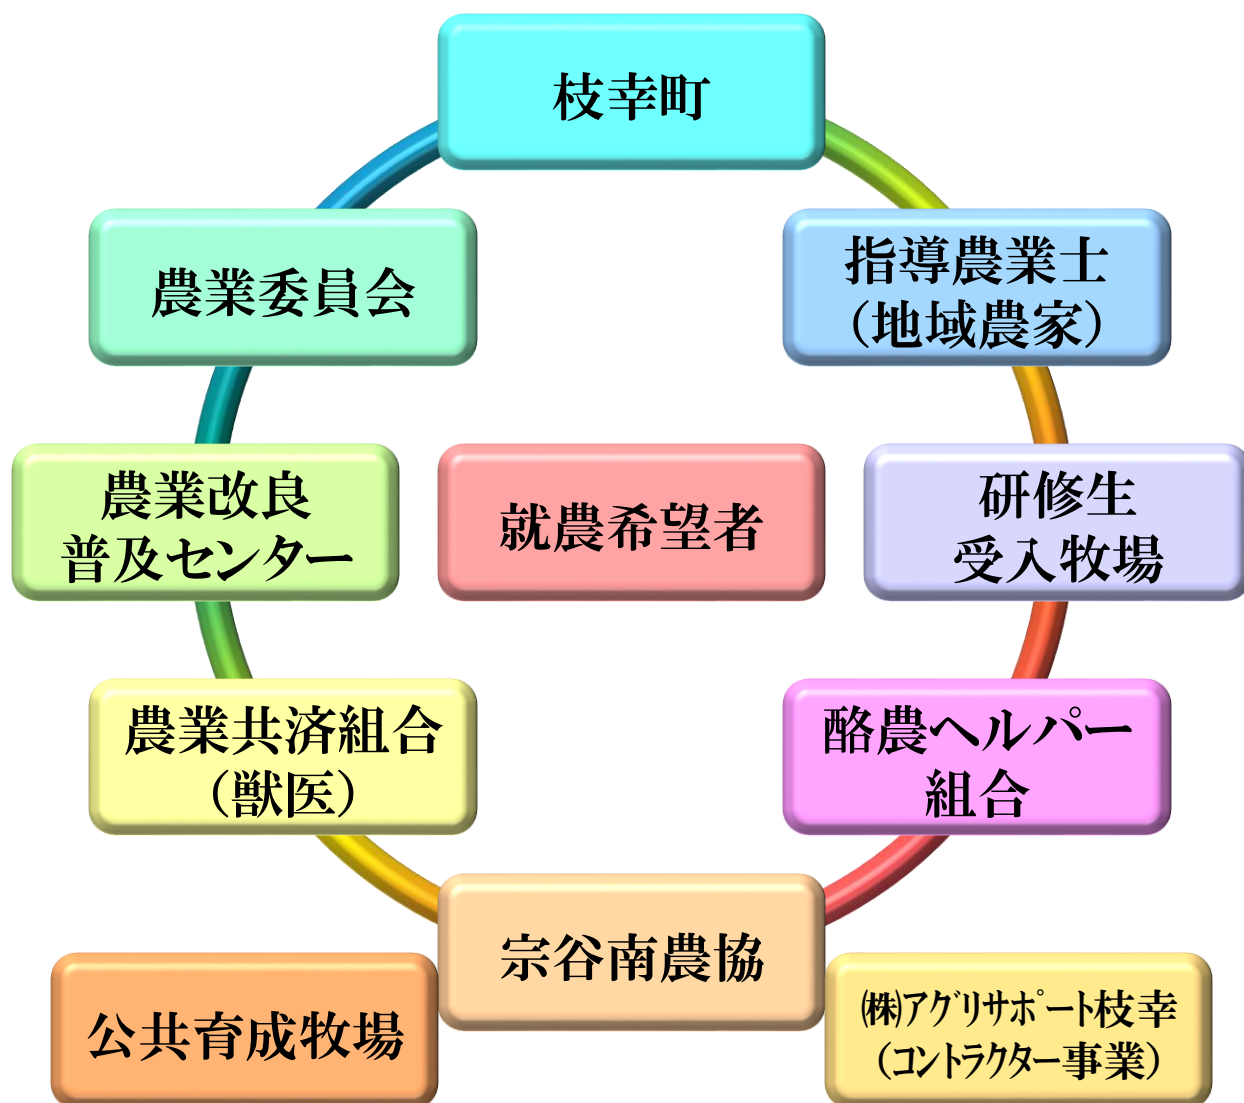 枝幸町
農業委員会
指導農業士
（地域農家）
農業改良
普及センター
就農希望者
研修生
受入牧場
農業共済組合
（獣医）
酪農ヘルパー
組合
宗谷南農協
公共育成牧場
㈱ｱｸﾞﾘｻﾎﾟｰﾄ枝幸
（ｺﾝﾄﾗｸﾀｰ事業）